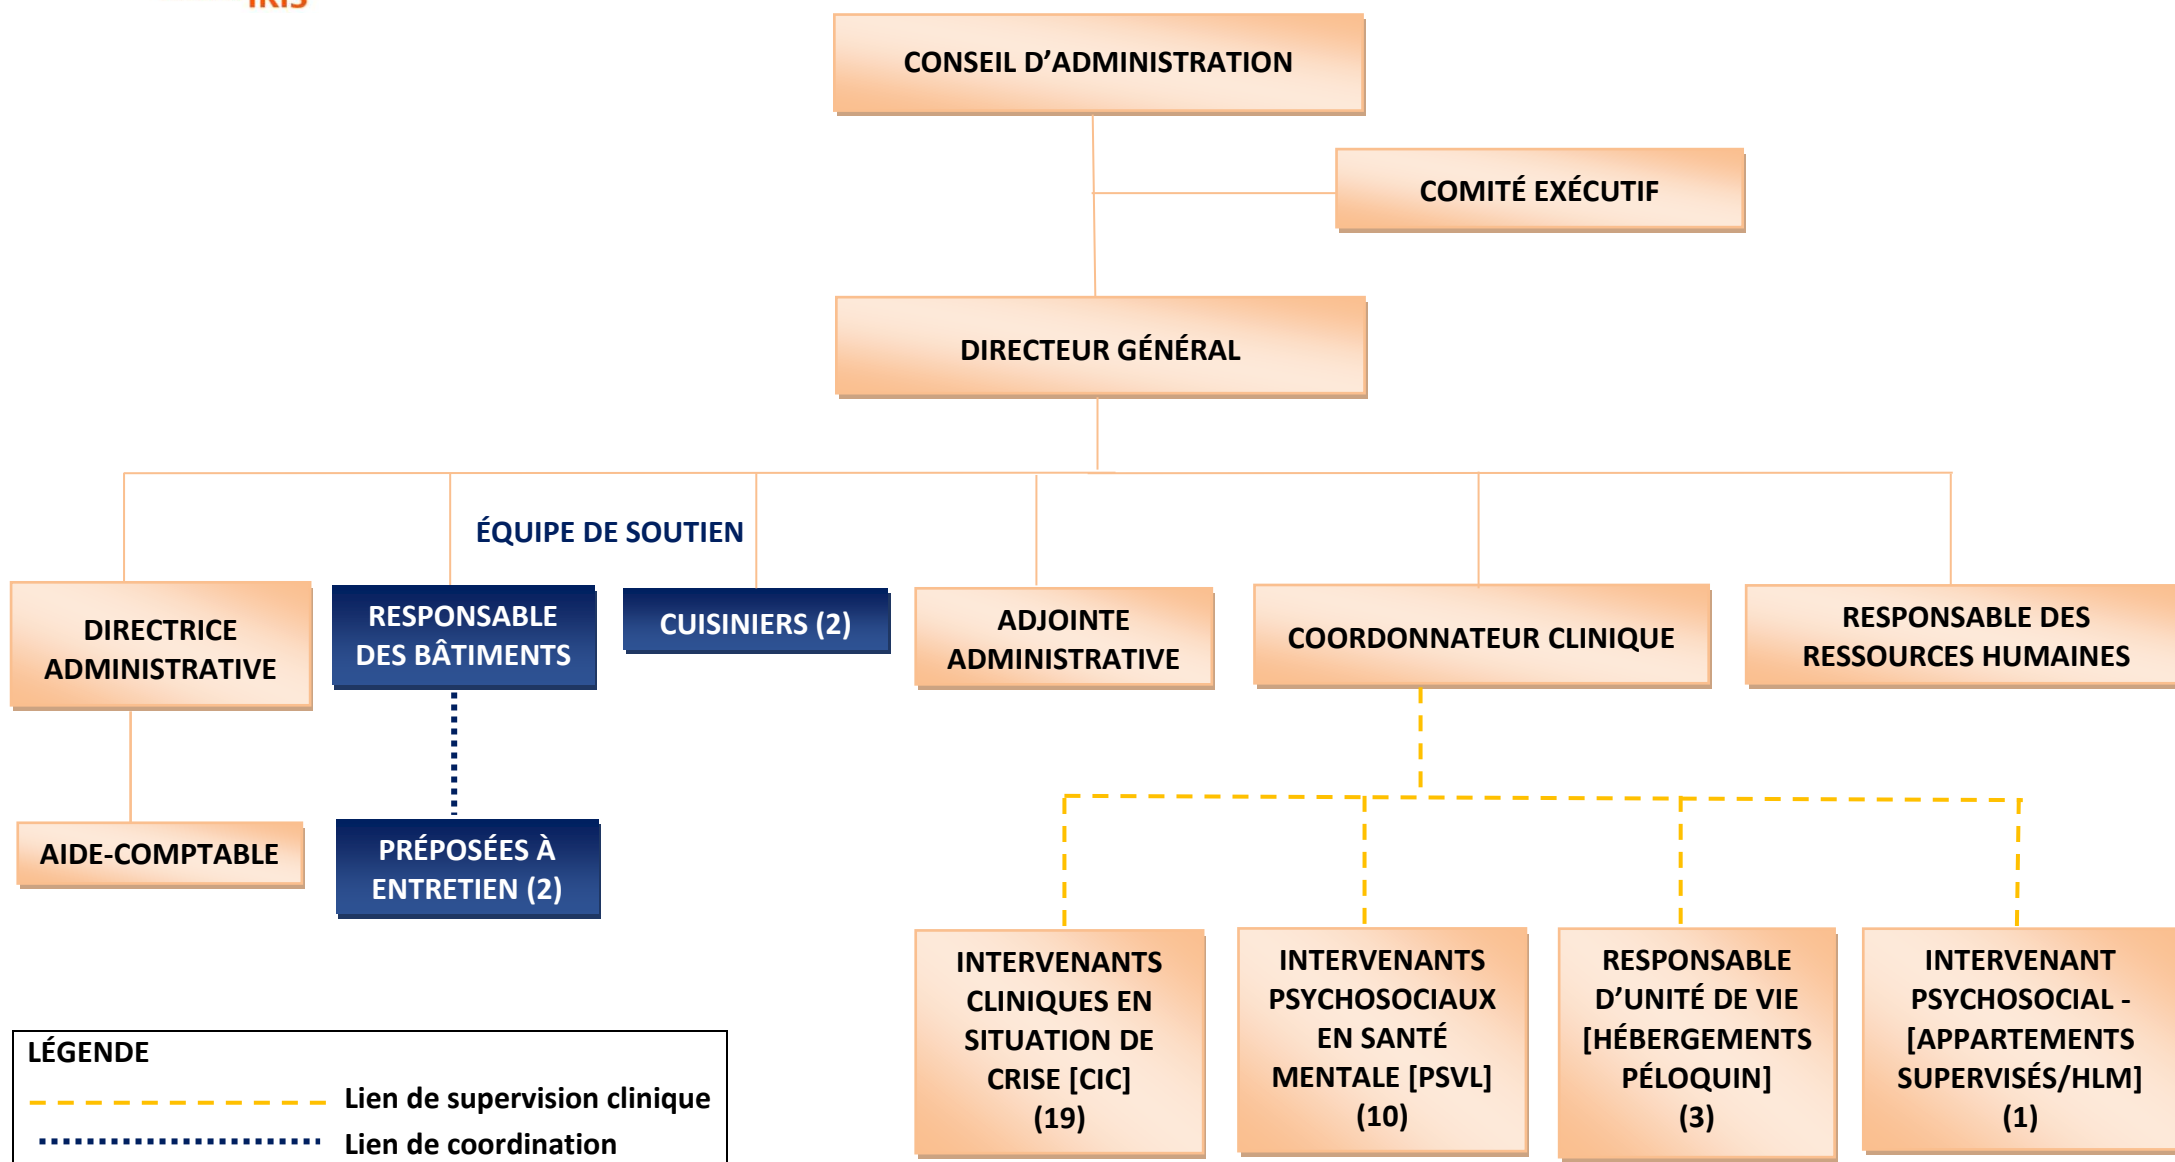 IRIS
CONSEIL D’ADMINISTRATION
COMITÉ EXÉCUTIF
DIRECTEUR GÉNÉRAL
ÉQUIPE DE SOUTIEN
DIRECTRICE
ADMINISTRATIVE
RESPONSABLE
DES BÂTIMENTS
CUISINIERS (2)
ADJOINTE
ADMINISTRATIVE
COORDONNATEUR CLINIQUE
RESPONSABLE DES
RESSOURCES HUMAINES
AIDE-COMPTABLE
PRÉPOSÉES À
ENTRETIEN (2)
INTERVENANTS
CLINIQUES EN
SITUATION DE
CRISE [CIC]
(19)
INTERVENANTS
PSYCHOSOCIAUX
EN SANTÉ
MENTALE [PSVL]
(10)
RESPONSABLE
D’UNITÉ DE VIE
[HÉBERGEMENTS
PÉLOQUIN]
(3)
INTERVENANT
PSYCHOSOCIAL -
[APPARTEMENTS
SUPERVISÉS/HLM]
(1)
LÉGENDE
Lien de supervision clinique
Lien de coordination